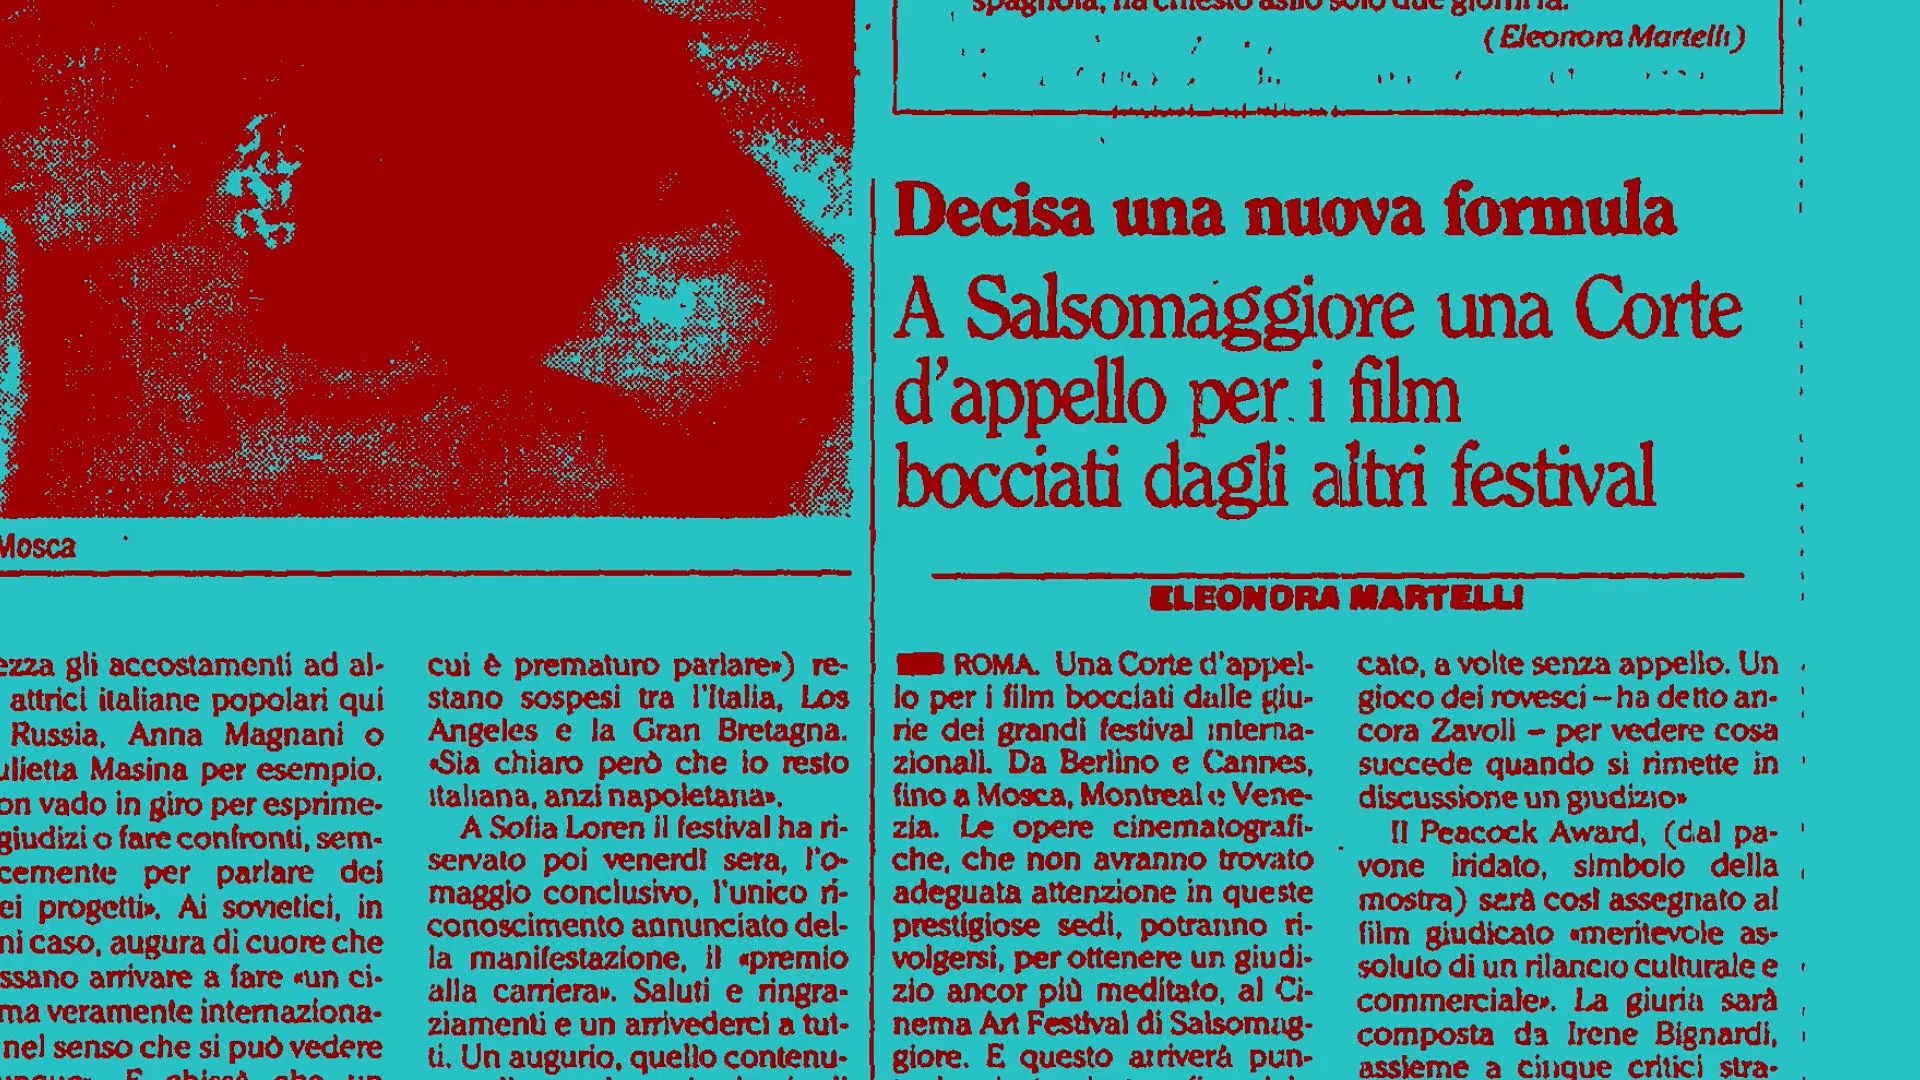 spagnola, ha chiesto asilo solo due giorni fa.
(Eleonora Martelli)
Decisa una nuova formula
A Salsomaggiore una Corte
d'appello per i film
bocciati dagli altri festival
ELEONORA MARTELLI
Mosca
ezza gli accostamenti ad al-
attrici italiane popolari qui
Russia, Anna Magnani o
ulietta Masina per esempio,
on vado in giro per esprime-
giudizi o fare confronti, sem-
cemente per parlare dei
ei progetti». Ai sovietici, in
ni caso, augura di cuore che
ssano arrivare a fare «un ci-
ma veramente internaziona-
nel senso che si può vedere
E chissà che un
cui è prematuro parlare») re-
stano sospesi tra l'Italia, Los
Angeles e la Gran Bretagna.
«Sia chiaro però che io resto
italiana, anzi napoletana».
A Sofia Loren il festival ha ri-
servato poi venerdì sera, l'o-
maggio conclusivo, l'unico ri-
conoscimento annunciato del-
la manifestazione, il «premio
alla carriera». Saluti e ringra-
ziamenti e un arrivederci a tut-
ti. Un augurio, quello contenu-
ROMA. Una Corte d'appel-
lo per i film bocciati dalle giu-
rie dei grandi festival interna-
zionali. Da Berlino e Cannes,
fino a Mosca, Montreal e Vene-
zia. Le opere cinematografi-
che, che non avranno trovato
adeguata attenzione in queste
prestigiose sedi, potranno ri-
volgersi, per ottenere un giudi-
zio ancor più meditato, al Ci-
nema Art Festival di Salsomag-
giore. E questo arriverà pun-
cato, a volte senza appello. Un
gioco dei rovesci – ha detto an-
cora Zavoli – per vedere cosa
succede quando si rimette in
discussione un giudizio»
Il Peacock Award, (dal pa-
vone iridato, simbolo della
mostra) sarà così assegnato al
film giudicato «meritevole as-
soluto di un rilancio culturale e
commerciale». La giuria sarà
composta da Irene Bignardi,
assieme a cinque critici stra-